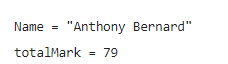 Name = "Anthony Bernard"
totalMark = 79